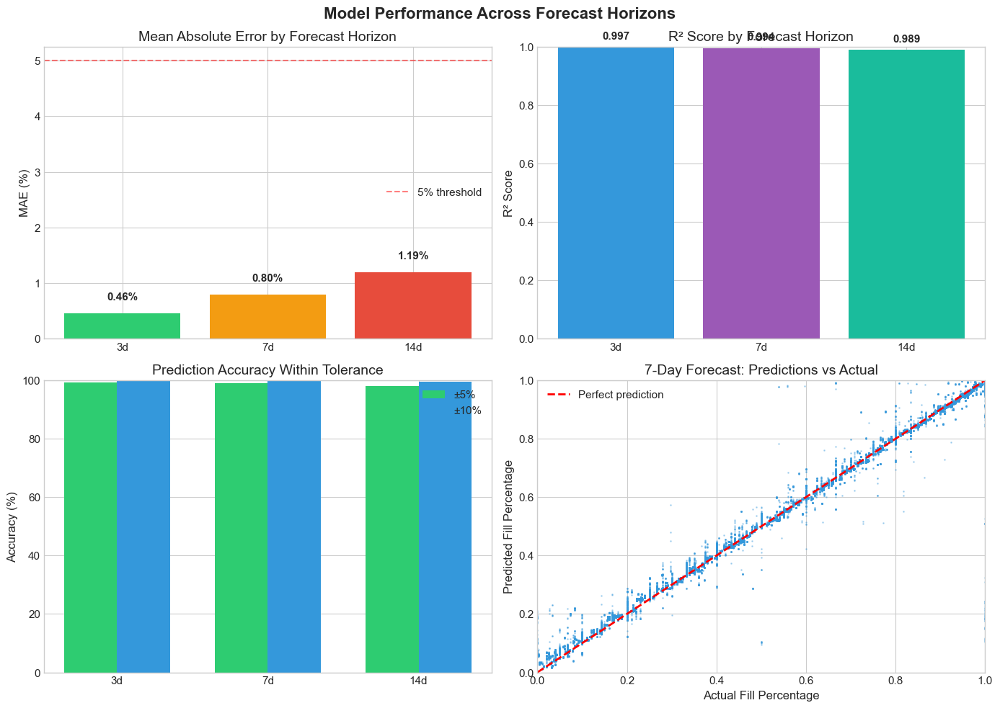 Model Performance Across Forecast Horizons
Mean Absolute Error by Forecast Horizon
MAE (%)
5
4
3
2
1
0
5% threshold
0.46%
0.80%
1.19%
3d
7d
14d
R² Score by Forecast Horizon
R² Score
1.0
0.8
0.6
0.4
0.2
0.0
0.997
0.994
0.989
3d
7d
14d
Prediction Accuracy Within Tolerance
Accuracy (%)
100
80
60
40
20
0
±5%
±10%
3d
7d
14d
7-Day Forecast: Predictions vs Actual
Predicted Fill Percentage
1.0
0.8
0.6
0.4
0.2
0.0
Perfect prediction
0.0
0.2
0.4
0.6
0.8
1.0
Actual Fill Percentage